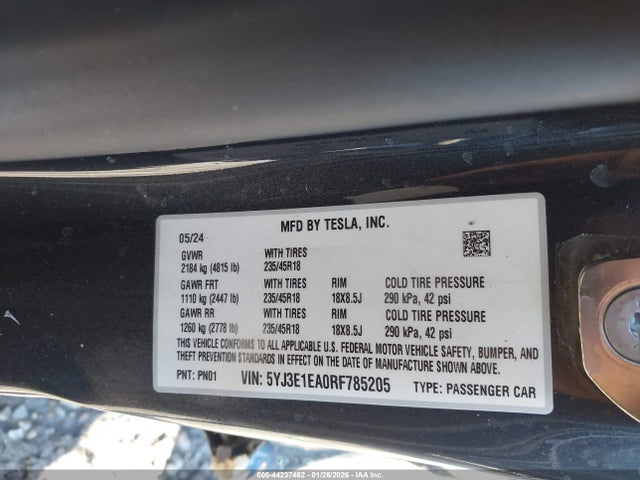 MFD BY TESLA, INC.
05/24
GVWR WITH TIRES
2184 kg (4815 lb) 235/45R18
GAWR FRT WITH TIRES RIM COLD TIRE PRESSURE
1110 kg (2447 lb) 235/45R18 18X8.5J 290 kPa, 42 psi
GAWR RR WITH TIRES RIM COLD TIRE PRESSURE
1260 kg (2778 lb) 235/45R18 18X8.5J 290 kPa, 42 psi
THIS VEHICLE CONFORMS TO ALL APPLICABLE U.S. FEDERAL MOTOR VEHICLE SAFETY, BUMPER, AND
THEFT PREVENTION STANDARDS IN EFFECT ON THE DATE OF MANUFACTURE SHOWN ABOVE.
PNT: PN01 VIN: 5YJ3E1EA0RF785205 TYPE: PASSENGER CAR
000-44237462 - 01/26/2026 - IAA, Inc.